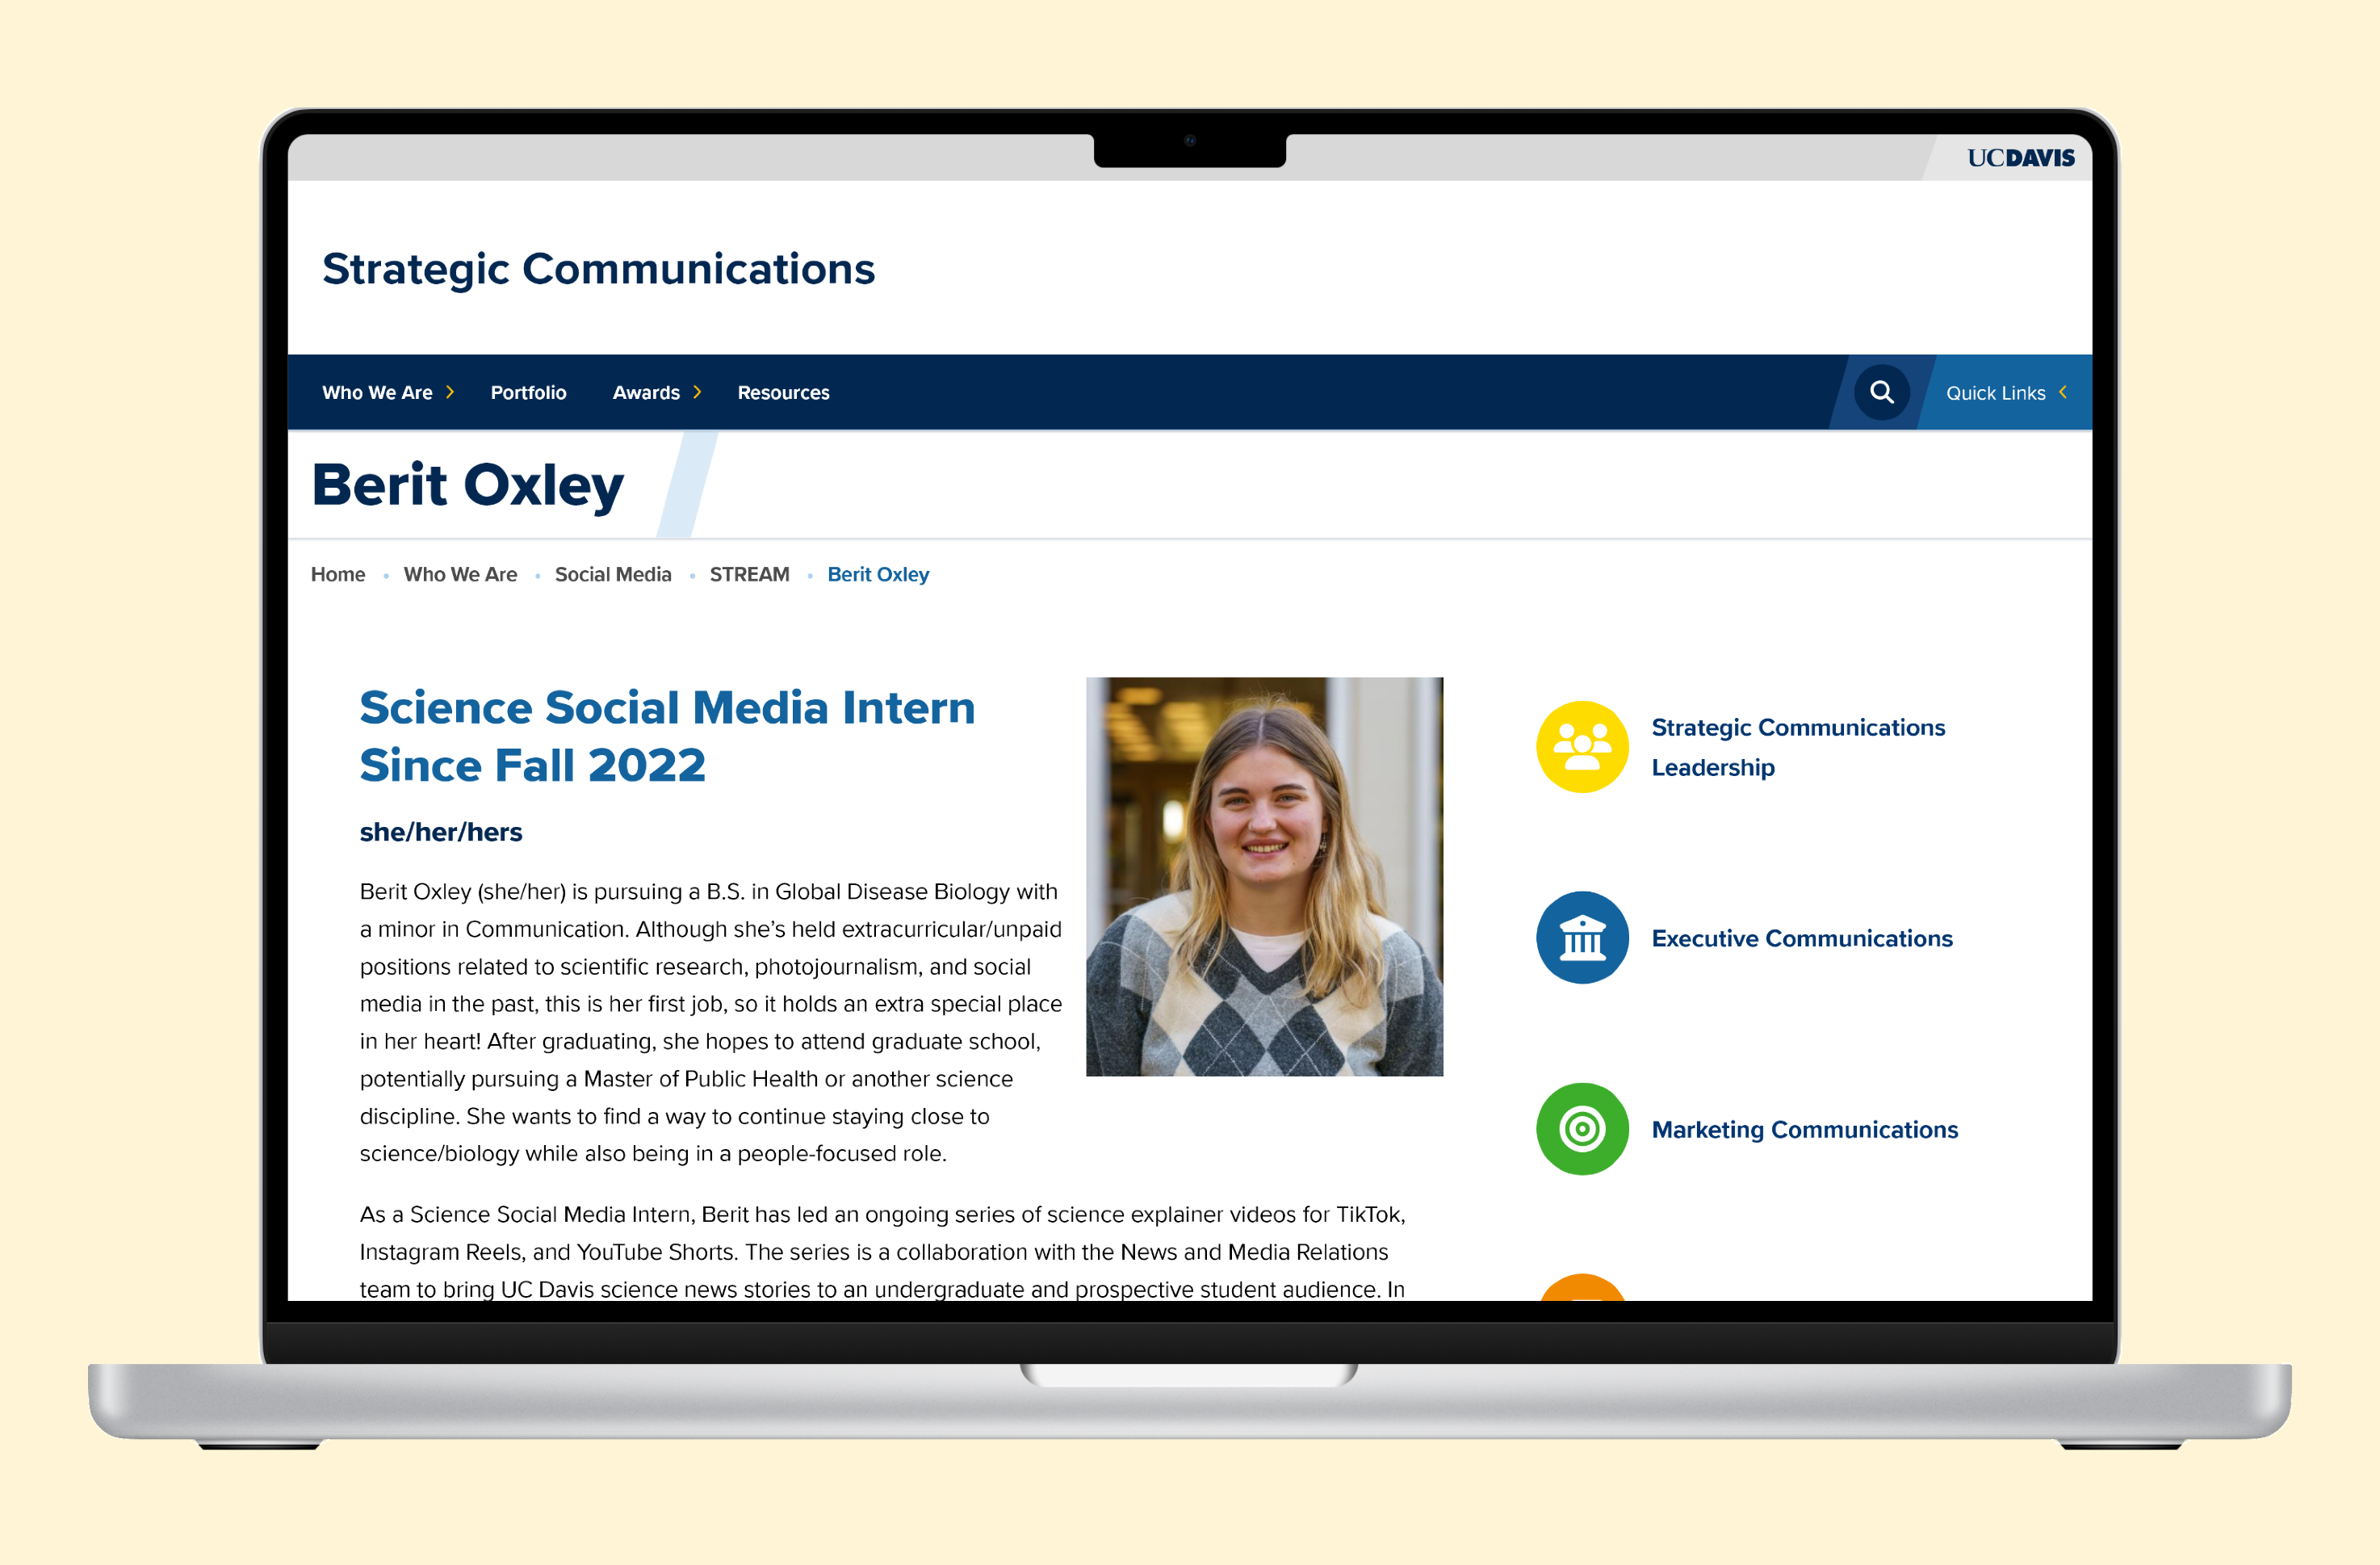 UCDAVIS
Strategic Communications
Who We Are
Portfolio
Awards
Resources
Quick Links
Berit Oxley
Home
Who We Are
Social Media
STREAM
Berit Oxley
Science Social Media Intern
Since Fall 2022
she/her/hers
Berit Oxley (she/her) is pursuing a B.S. in Global Disease Biology with
a minor in Communication. Although she’s held extracurricular/unpaid
positions related to scientific research, photojournalism, and social
media in the past, this is her first job, so it holds an extra special place
in her heart! After graduating, she hopes to attend graduate school,
potentially pursuing a Master of Public Health or another science
discipline. She wants to find a way to continue staying close to
science/biology while also being in a people-focused role.
As a Science Social Media Intern, Berit has led an ongoing series of science explainer videos for TikTok,
Instagram Reels, and YouTube Shorts. The series is a collaboration with the News and Media Relations
team to bring UC Davis science news stories to an undergraduate and prospective student audience. In
Strategic Communications
Leadership
Executive Communications
Marketing Communications